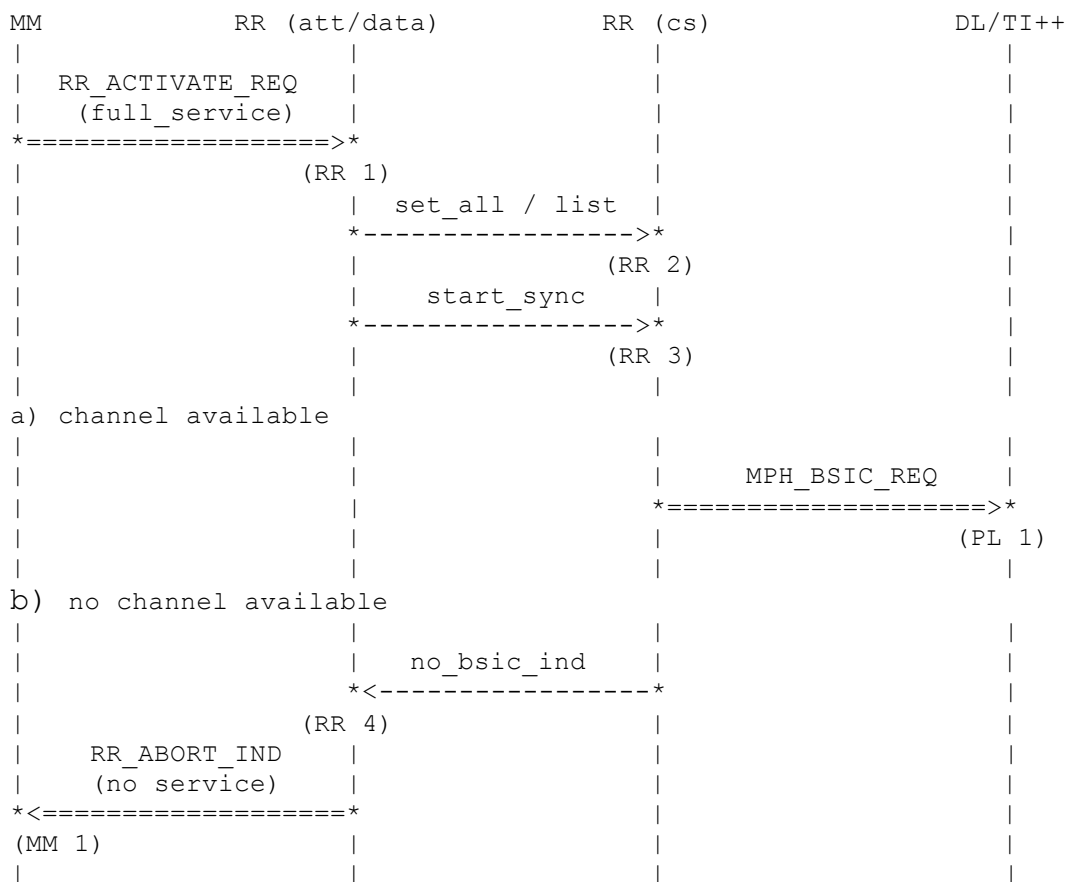 MM RR (att/data) RR (cs) DL/TI++
RR_ACTIVATE_REQ
(full_service)
*===================>*
(RR 1)
set_all / list
*----------------->*
(RR 2)
start_sync
*----------------->*
(RR 3)
a) channel available
MPH_BSIC_REQ
*====================>*
(PL 1)
b) no channel available
no_bsic_ind
*<-----------------*
(RR 4)
RR_ABORT_IND
(no service)
*<===================*
(MM 1)